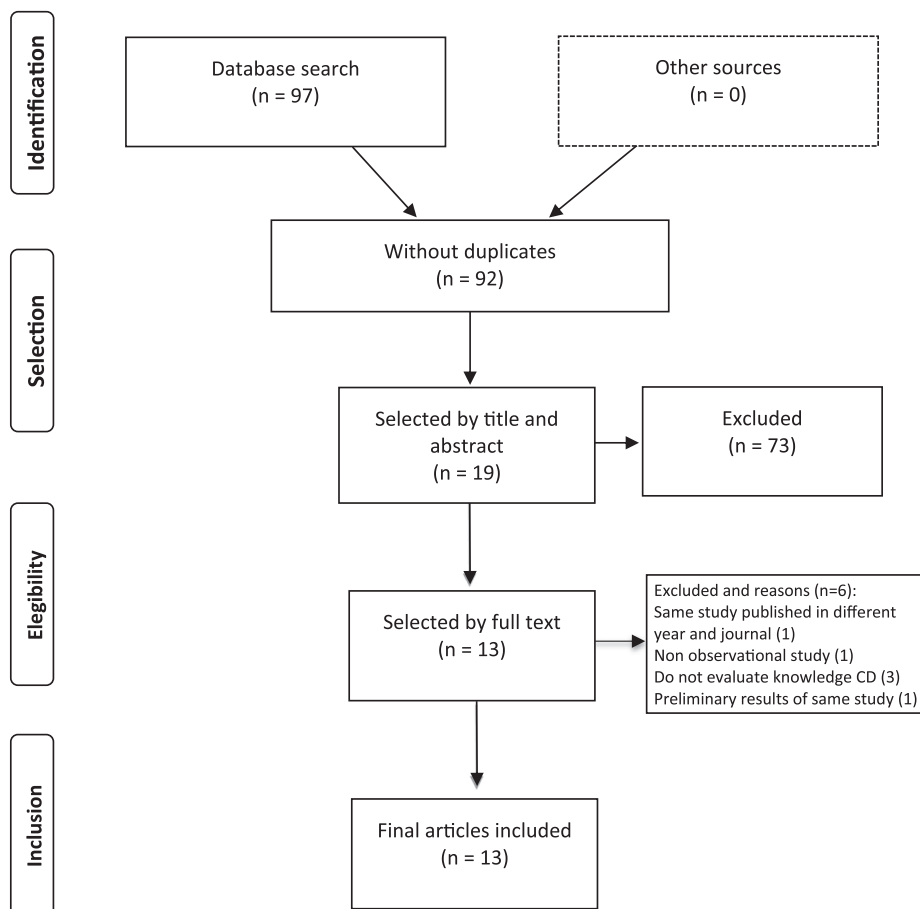 Identification
Database search
(n = 97)
Other sources
(n = 0)
Selection
Without duplicates
(n = 92)
Selected by title and
abstract
(n = 19)
Excluded
(n = 73)
Elegibility
Selected by full text
(n = 13)
Excluded and reasons (n=6):
Same study published in different
year and journal (1)
Non observational study (1)
Do not evaluate knowledge CD (3)
Preliminary results of same study (1)
Inclusion
Final articles included
(n = 13)